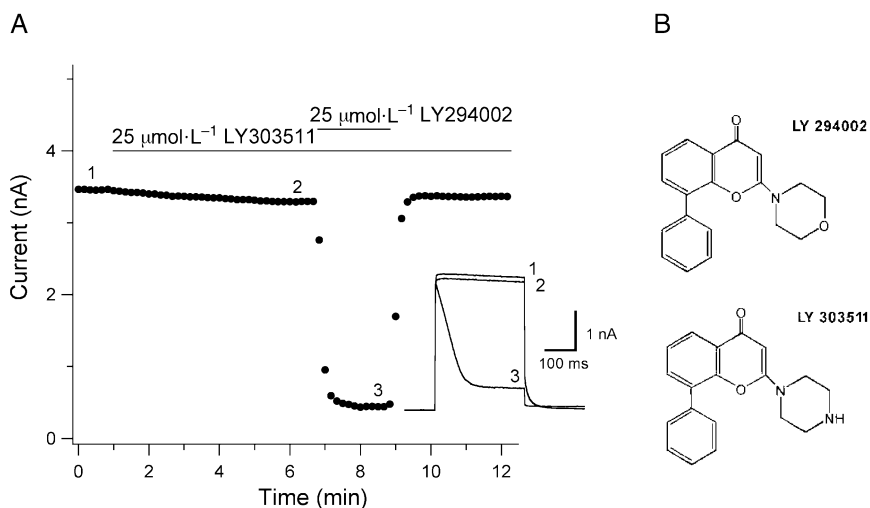 A
B
25 µmol·L⁻¹ LY294002
25 µmol·L⁻¹ LY303511
Current (nA)
4
2
0
1
2
3
1
2
3
1 nA
100 ms
0
2
4
6
8
10
12
Time (min)
O
LY 294002
O
N
O
O
LY 303511
O
N
NH